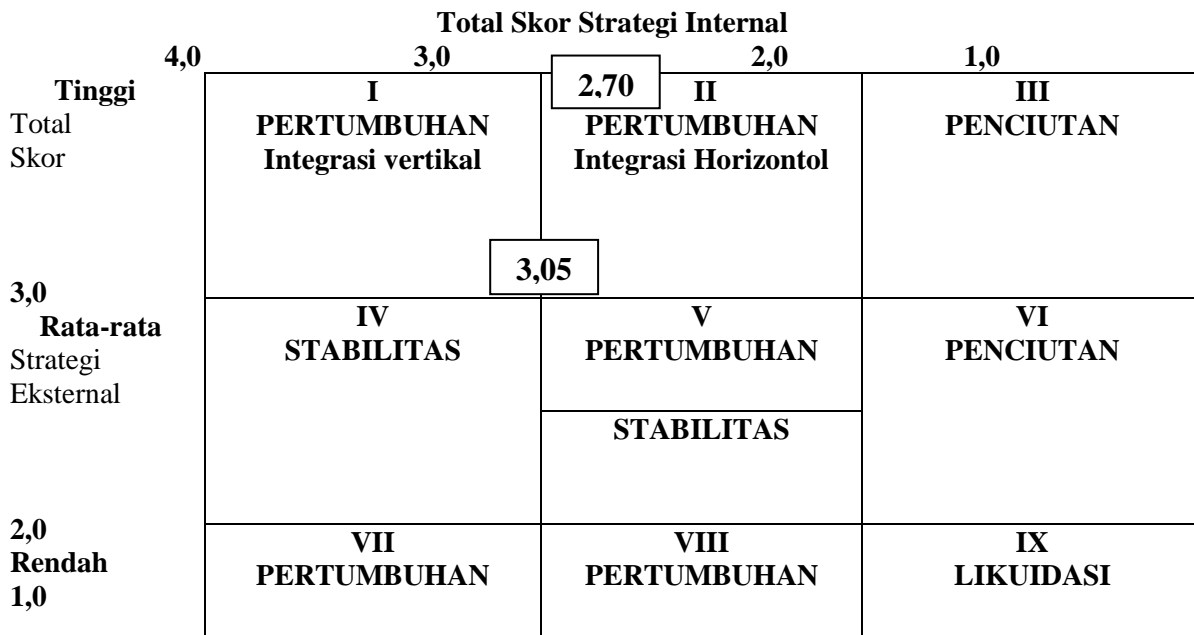 Total Skor Strategi Internal
4,0 3,0 2,0 1,0
Tinggi
Total
Skor
I
PERTUMBUHAN
Integrasi vertikal
2,70
II
PERTUMBUHAN
Integrasi Horizontol
III
PENCIUTAN
3,05
3,0
Rata-rata
Strategi
Eksternal
IV
STABILITAS
V
PERTUMBUHAN
STABILITAS
VI
PENCIUTAN
2,0
Rendah
1,0
VII
PERTUMBUHAN
VIII
PERTUMBUHAN
IX
LIKUIDASI